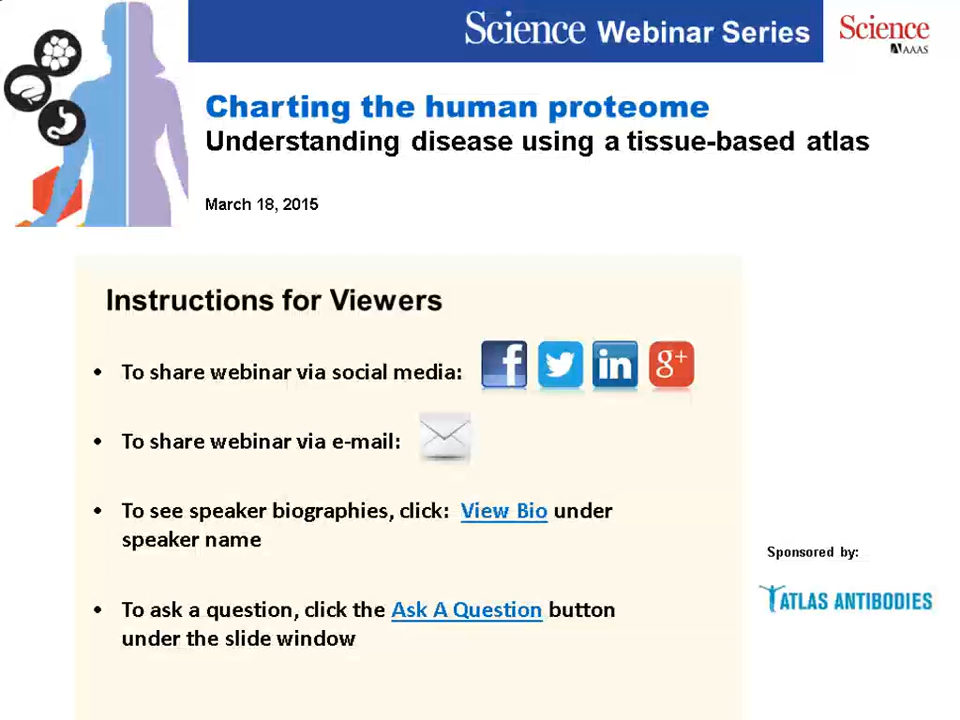 Science Webinar Series
Science
AAAS
Charting the human proteome
Understanding disease using a tissue-based atlas
March 18, 2015
Instructions for Viewers
• To share webinar via social media: f in g+
• To share webinar via e-mail:
• To see speaker biographies, click: View Bio under
speaker name
• To ask a question, click the Ask A Question button
under the slide window
Sponsored by:
ATLAS ANTIBODIES